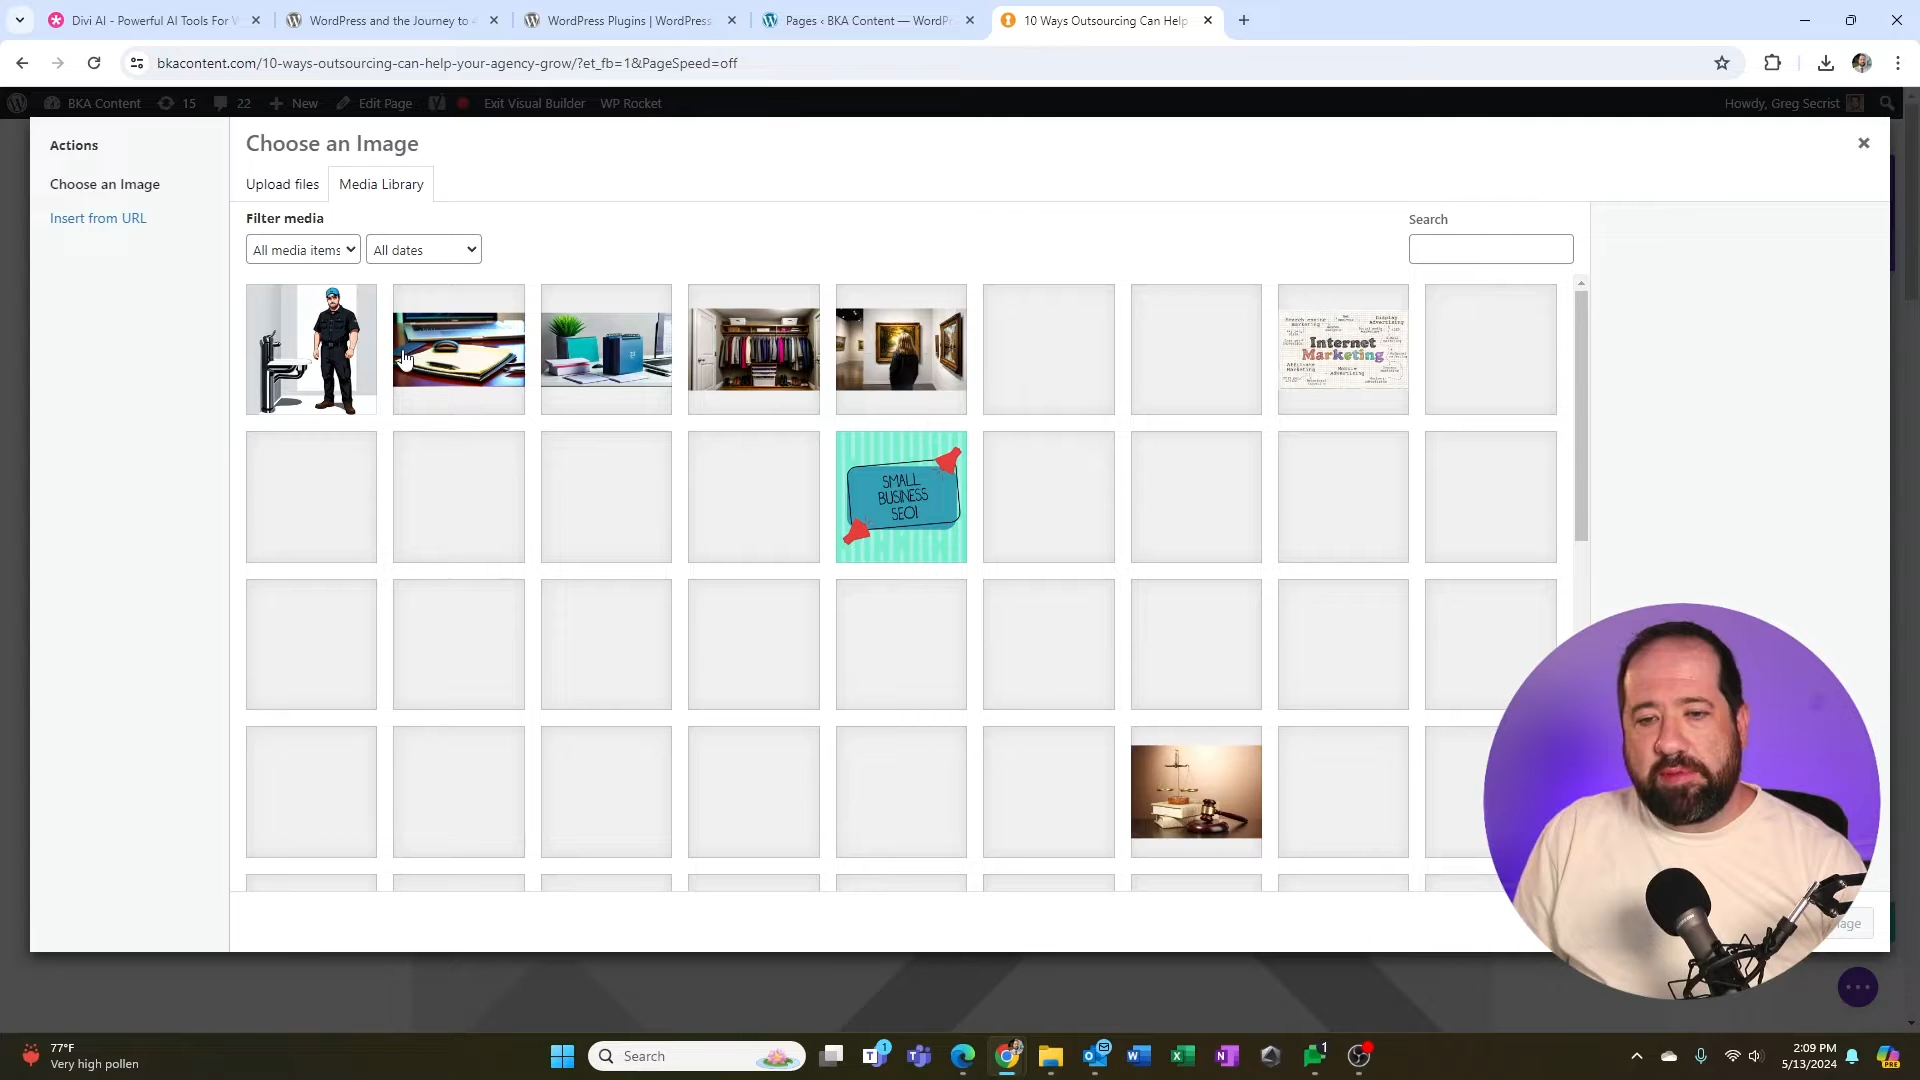 Divi AI - Powerful AI Tools For W
WordPress and the Journey to 4
WordPress Plugins | WordPress
Pages ‹ BKA Content — WordPr
10 Ways Outsourcing Can Help
bkacontent.com/10-ways-outsourcing-can-help-your-agency-grow/?et_fb=1&PageSpeed=off
BKA Content
15
22
New
Edit Page
Exit Visual Builder
WP Rocket
Howdy, Greg Secrist
Actions
Choose an Image
Insert from URL
Choose an Image
Upload files
Media Library
Filter media
All media items
All dates
Search
Internet
Marketing
SMALL
BUSINESS
SEO!
77°F
Very high pollen
Search
1
1
2:09 PM
5/13/2024